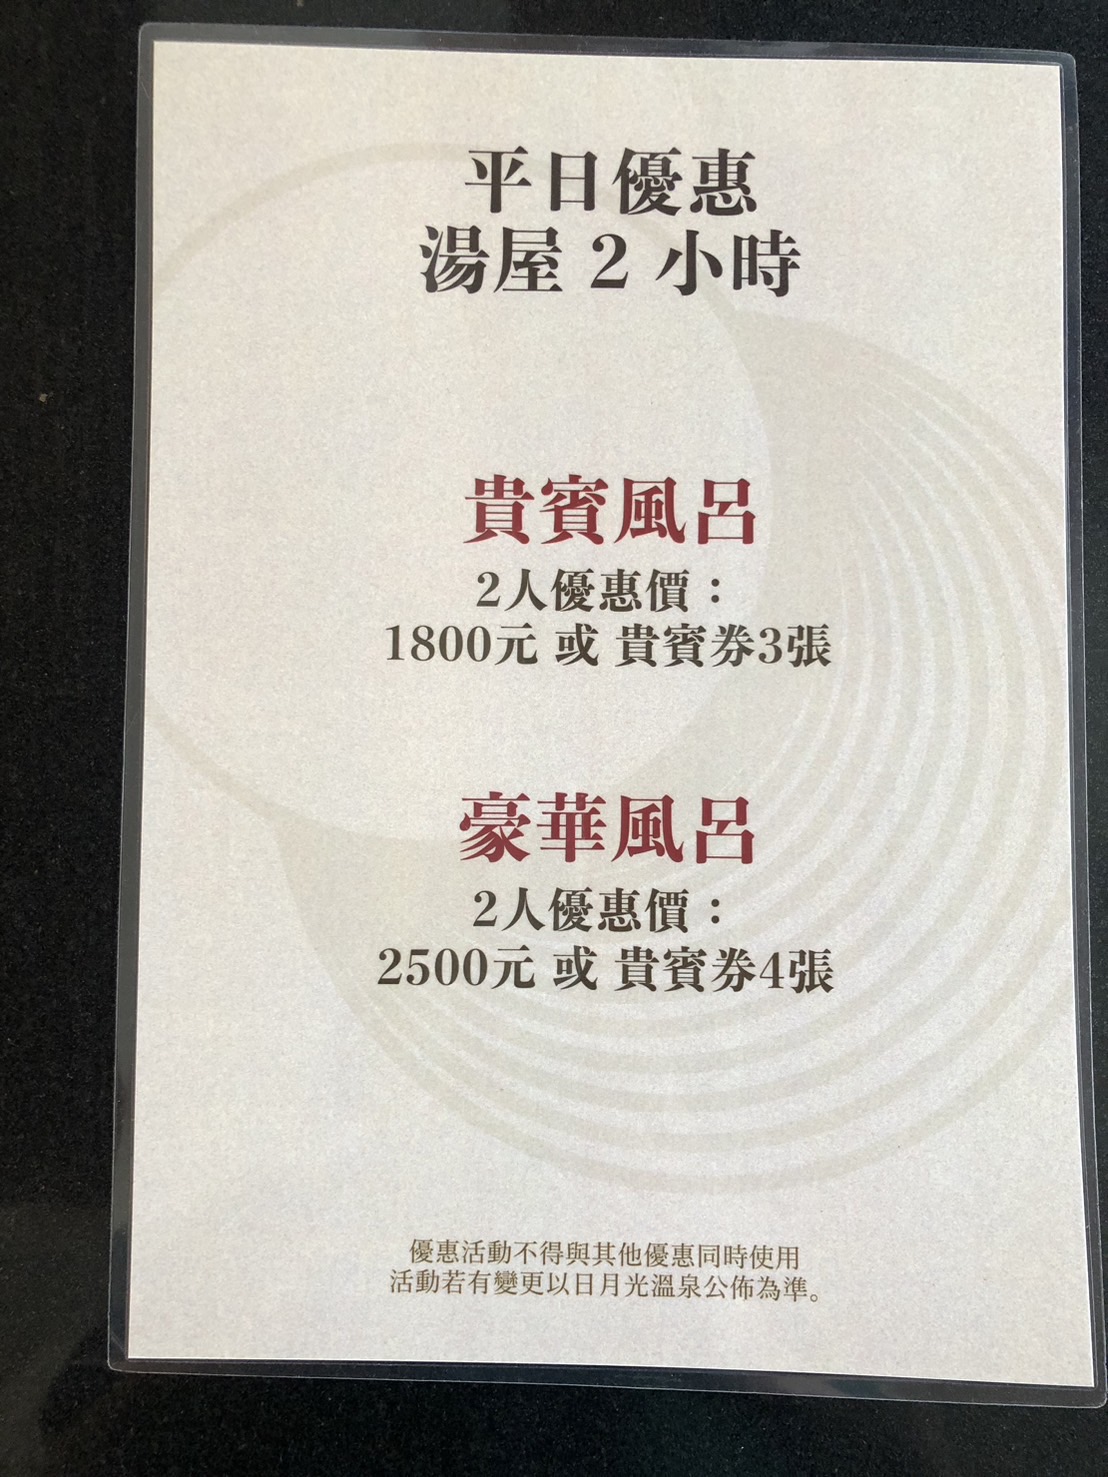 平日優惠
湯屋 2 小時
貴賓風呂
2人優惠價：
1800元 或 貴賓券3張
豪華風呂
2人優惠價：
2500元 或 貴賓券4張
優惠活動不得與其他優惠同時使用
活動若有變更以日月光溫泉公佈為準。